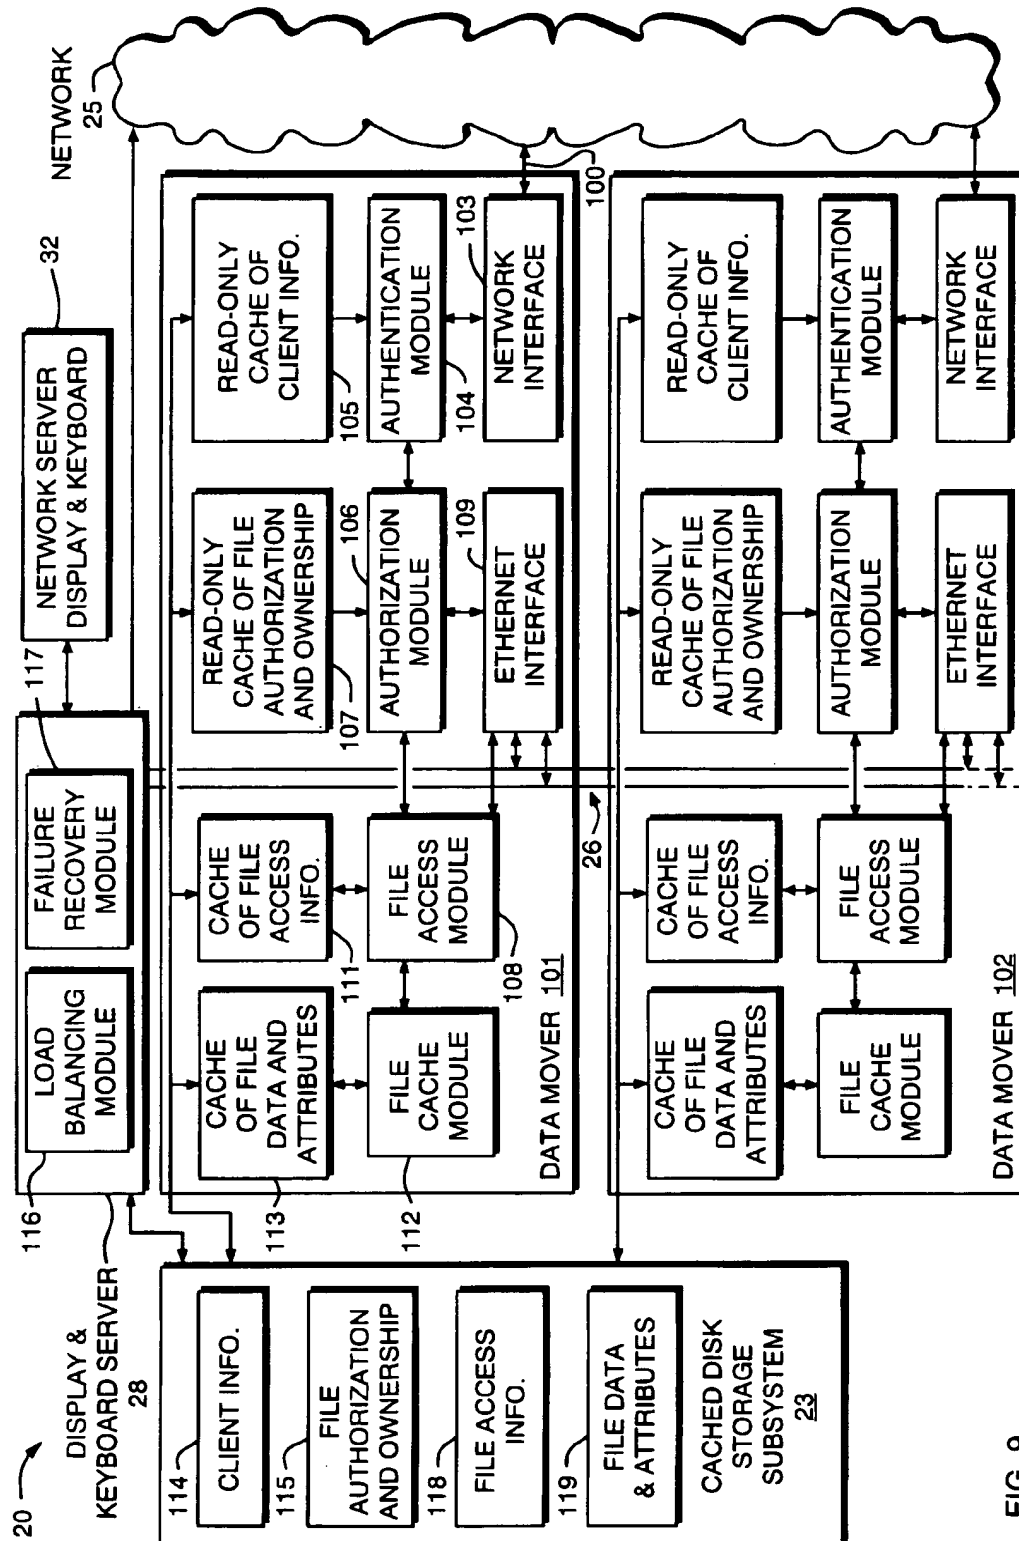 20
DISPLAY &
KEYBOARD SERVER
28
116
LOAD
BALANCING
MODULE
FAILURE
RECOVERY
MODULE
117
NETWORK SERVER
DISPLAY & KEYBOARD
32
NETWORK
25
114
CLIENT INFO.
115
FILE
AUTHORIZATION
AND OWNERSHIP
118
FILE ACCESS
INFO.
119
FILE DATA
& ATTRIBUTES
CACHED DISK
STORAGE
SUBSYSTEM
23
CACHE
OF FILE
DATA AND
ATTRIBUTES
113
CACHE
OF FILE
ACCESS
INFO.
111
READ-ONLY
CACHE OF FILE
AUTHORIZATION
AND OWNERSHIP
107
READ-ONLY
CACHE OF
CLIENT INFO.
105
FILE
CACHE
MODULE
112
FILE
ACCESS
MODULE
108
AUTHORIZATION
MODULE
106
AUTHENTICATION
MODULE
104
ETHERNET
INTERFACE
109
NETWORK
INTERFACE
103
100
DATA MOVER 101
26
CACHE
OF FILE
DATA AND
ATTRIBUTES
CACHE
OF FILE
ACCESS
INFO.
READ-ONLY
CACHE OF FILE
AUTHORIZATION
AND OWNERSHIP
READ-ONLY
CACHE OF
CLIENT INFO.
FILE
CACHE
MODULE
FILE
ACCESS
MODULE
AUTHORIZATION
MODULE
AUTHENTICATION
MODULE
ETHERNET
INTERFACE
NETWORK
INTERFACE
DATA MOVER 102
FIG. 9